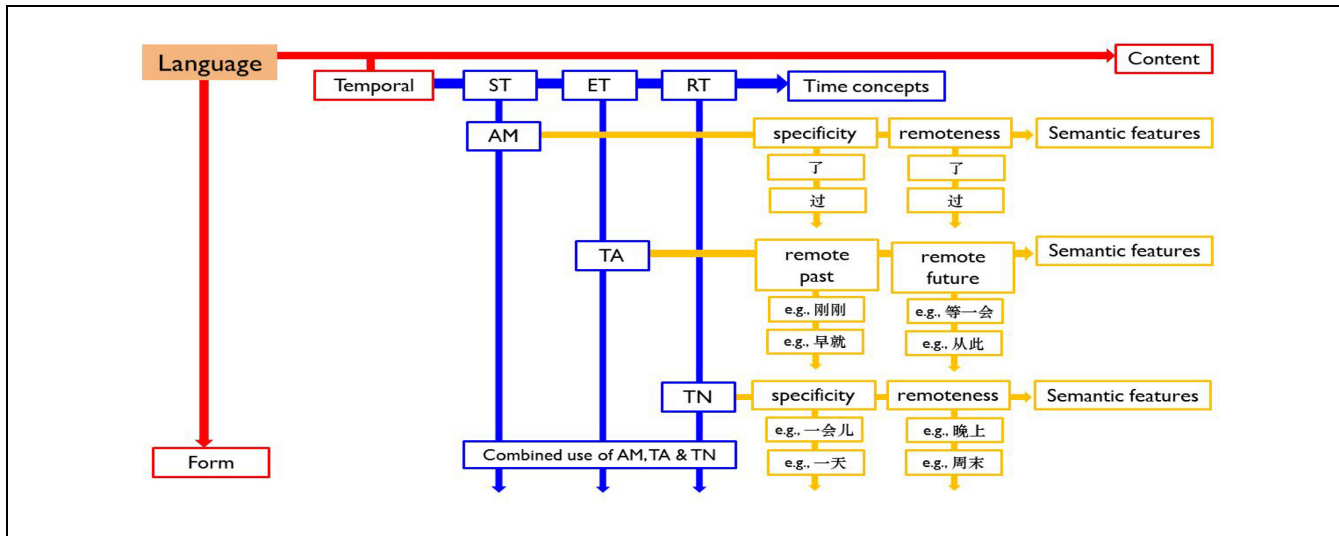 Language
Content
Temporal
ST
ET
RT
Time concepts
AM
specificity
remoteness
Semantic features
了
了
过
过
TA
remote
past
remote
future
Semantic features
e.g., 刚刚
e.g., 等一会
e.g., 早就
e.g., 从此
TN
specificity
remoteness
Semantic features
e.g., 一会儿
e.g., 晚上
Form
Combined use of AM, TA & TN
e.g., 一天
e.g., 周末